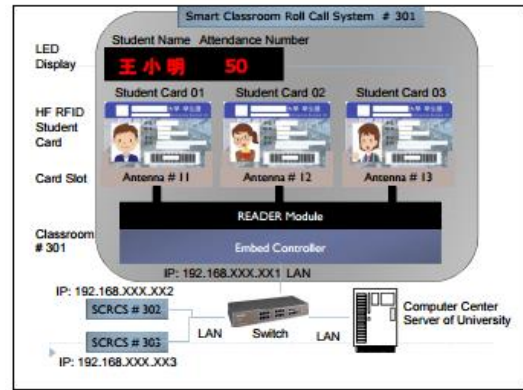 Smart Classroom Roll Call System # 301
LED Display
Student Name Attendance Number
王小明 50
Student Card 01 Student Card 02 Student Card 03
HF RFID Student Card
Card Slot
Antenna # 11 Antenna # 12 Antenna # 13
READER Module
Classroom # 301
Embed Controller
IP: 192.168.XXX.XX1 LAN
IP: 192.168.XXX.XX2
SCRCS # 302
SCRCS # 303
LAN Switch LAN
Computer Center Server of University
IP: 192.168.XXX.XX3